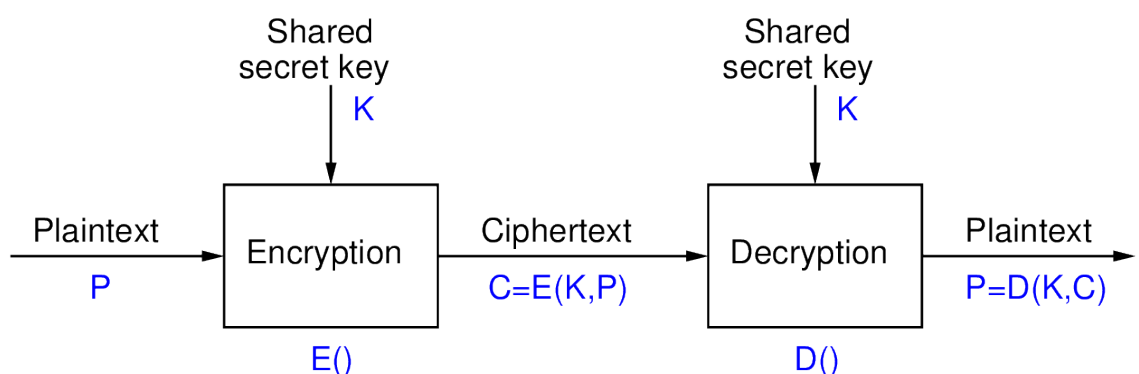 Shared
secret key
K
Shared
secret key
K
Plaintext
P
Encryption
E()
Ciphertext
C=E(K,P)
Decryption
D()
Plaintext
P=D(K,C)